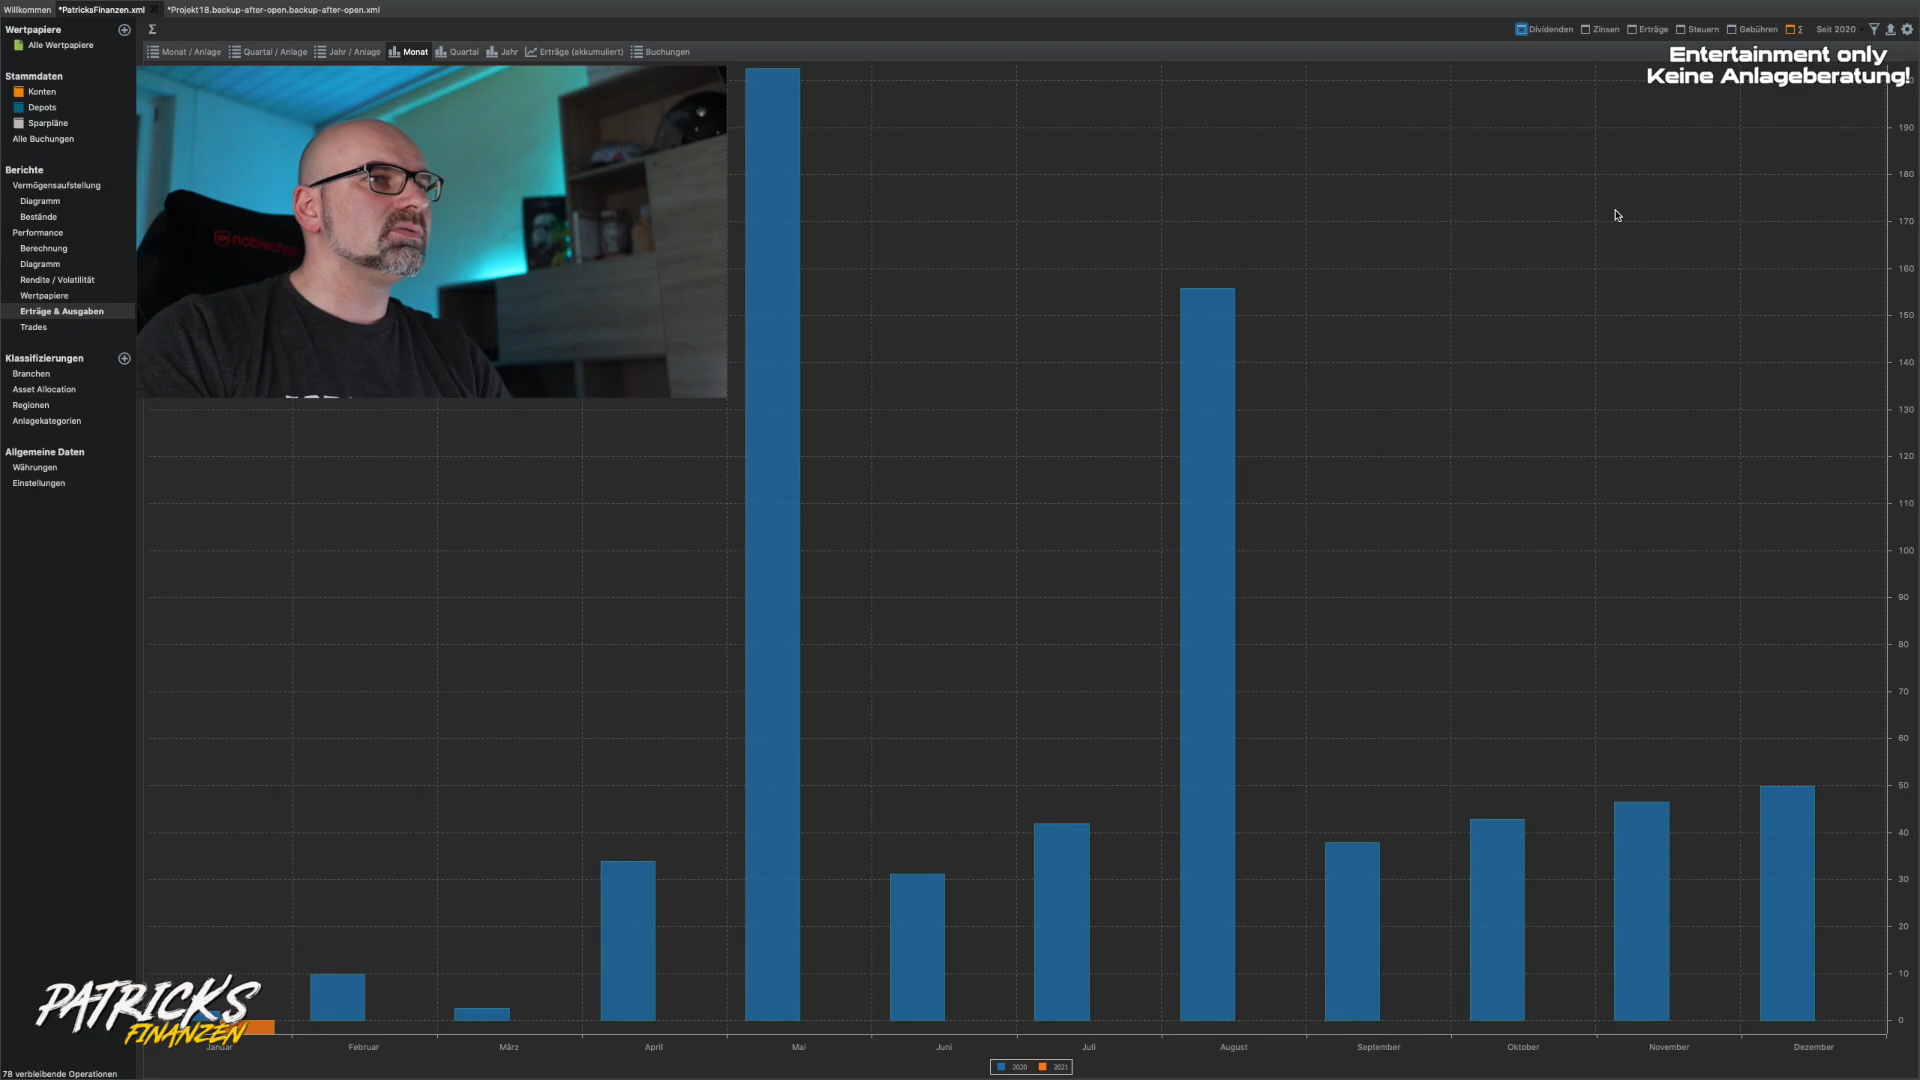 Willkommen
*PatricksFinanzen.xml
*Projekt18.backup-after-open.backup-after-open.xml
Wertpapiere
Alle Wertpapiere
Stammdaten
Konten
Depots
Sparpläne
Alle Buchungen
Berichte
Vermögensaufstellung
Diagramm
Bestände
Performance
Berechnung
Diagramm
Rendite / Volatilität
Wertpapiere
Erträge & Ausgaben
Trades
Klassifizierungen
Branchen
Asset Allocation
Regionen
Anlagekategorien
Allgemeine Daten
Währungen
Einstellungen
Σ
Dividenden
Zinsen
Erträge
Steuern
Gebühren
Σ
Seit 2020
Monat / Anlage
Quartal / Anlage
Jahr / Anlage
Monat
Quartal
Jahr
Erträge (akkumuliert)
Buchungen
Entertainment only
Keine Anlageberatung!
noblechairs
190
180
170
160
150
140
130
120
110
100
90
80
70
60
50
40
30
20
10
0
PATRICKS
FINANZEN
Januar
Februar
März
April
Mai
Juni
Juli
August
September
Oktober
November
Dezember
2020
2021
78 verbleibende Operationen